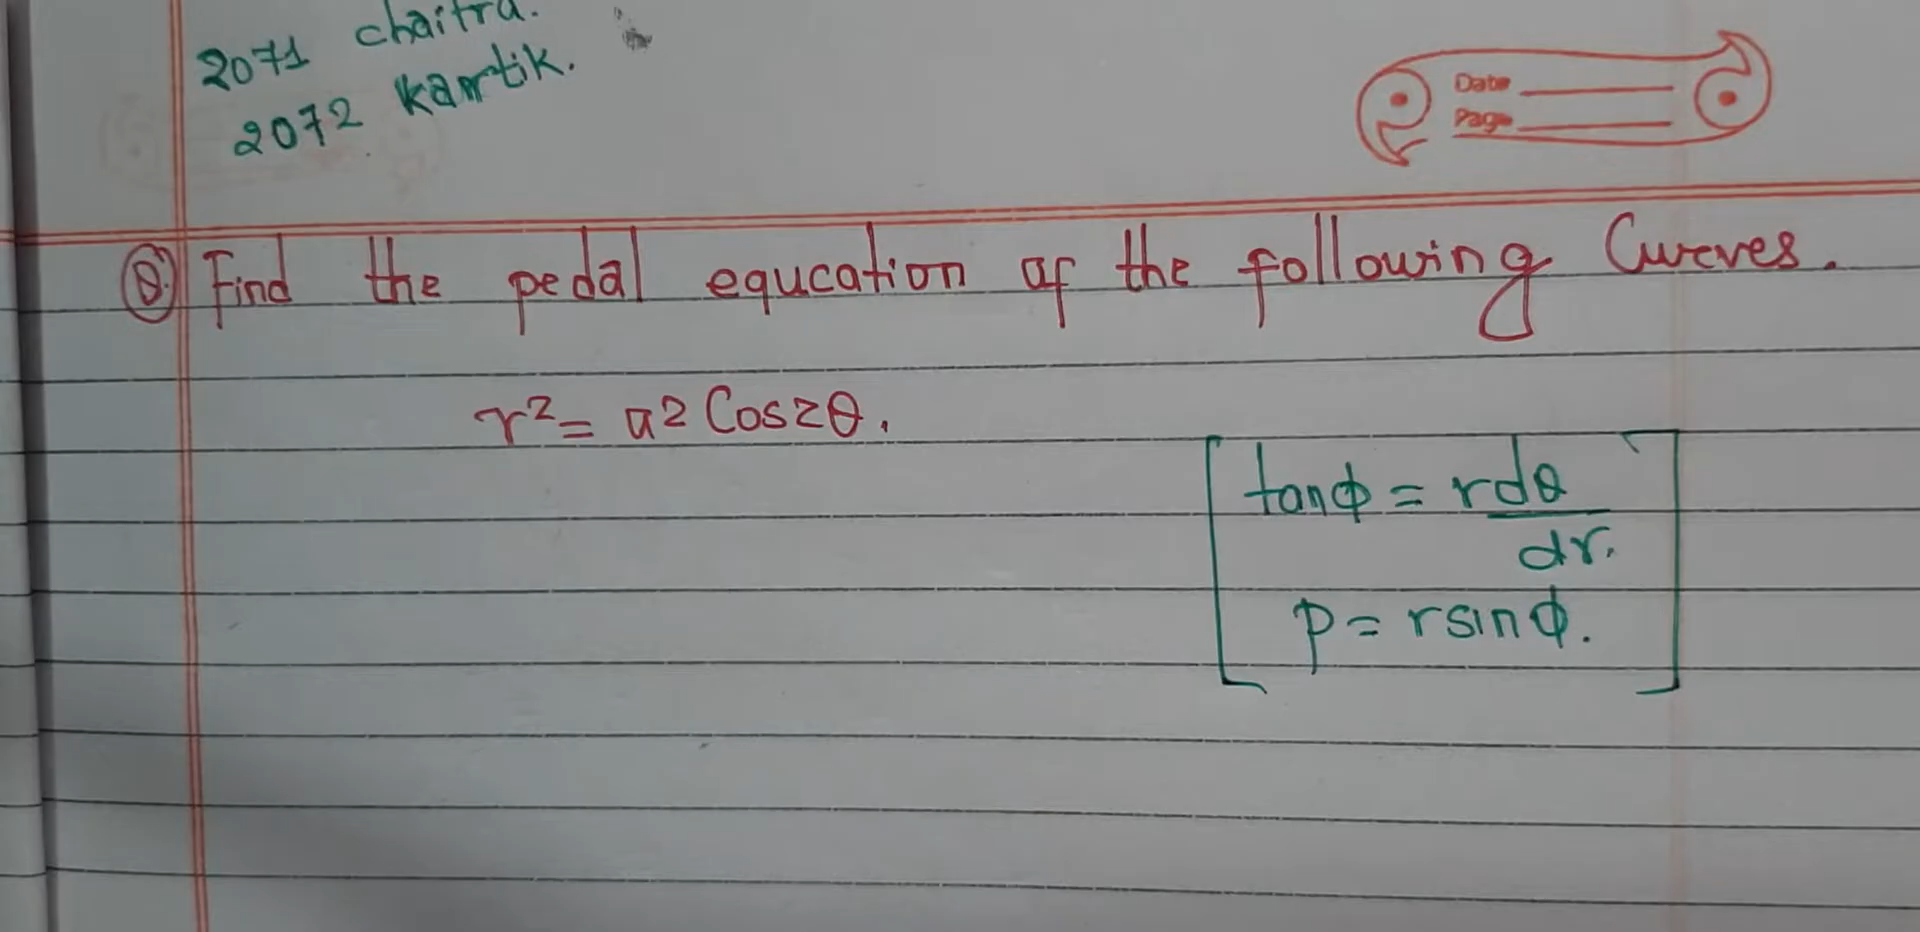 2071 chaitra.
2072 kartik.
Date
Page
Q. Find the pedal equcation of the following Curves.
r² = a² Cos2θ.
tanϕ = rdθ
dr.
p = rsinϕ.